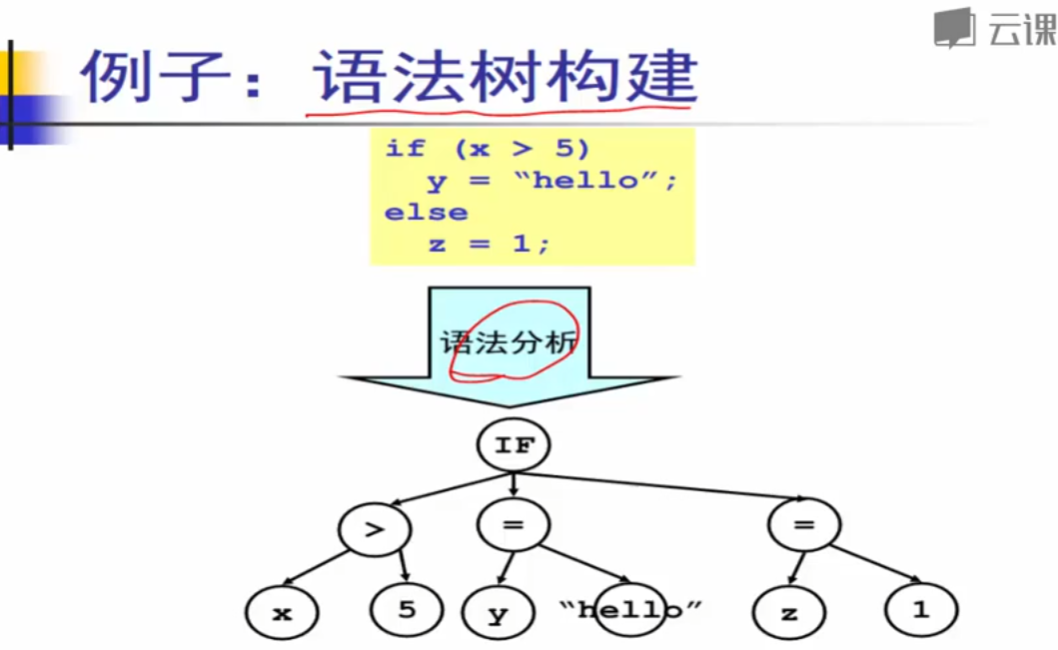 云课
例子：语法树构建
if (x > 5)
y = “hello”;
else
z = 1;
语法分析
IF
> = =
x 5 y “hello” z 1